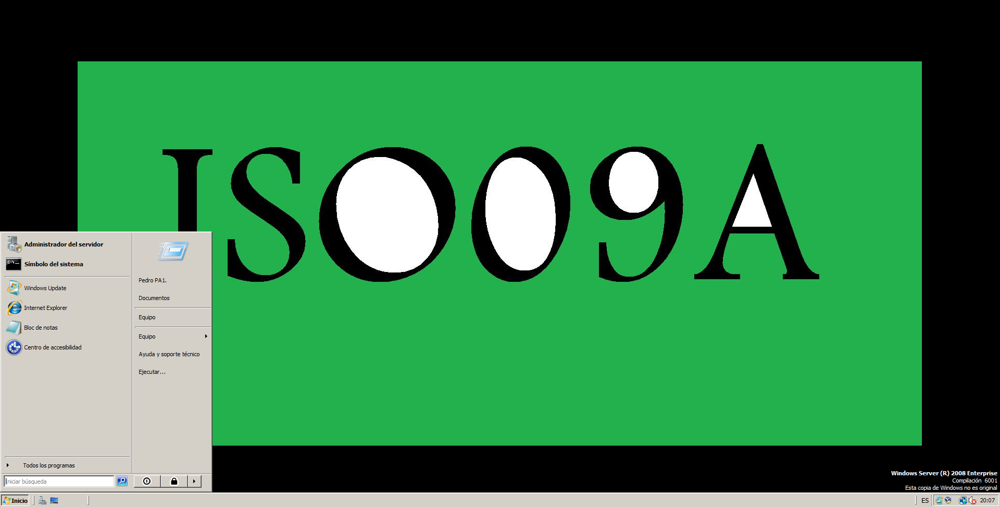 ISO09A
Administrador del servidor
Símbolo del sistema
Windows Update
Internet Explorer
Bloc de notas
Centro de accesibilidad
Todos los programas
Iniciar búsqueda
Pedro PA1.
Documentos
Equipo
Equipo
Ayuda y soporte técnico
Ejecutar...
Windows Server (R) 2008 Enterprise
Compilación 6001
Esta copia de Windows no es original
Inicio
ES
20:07